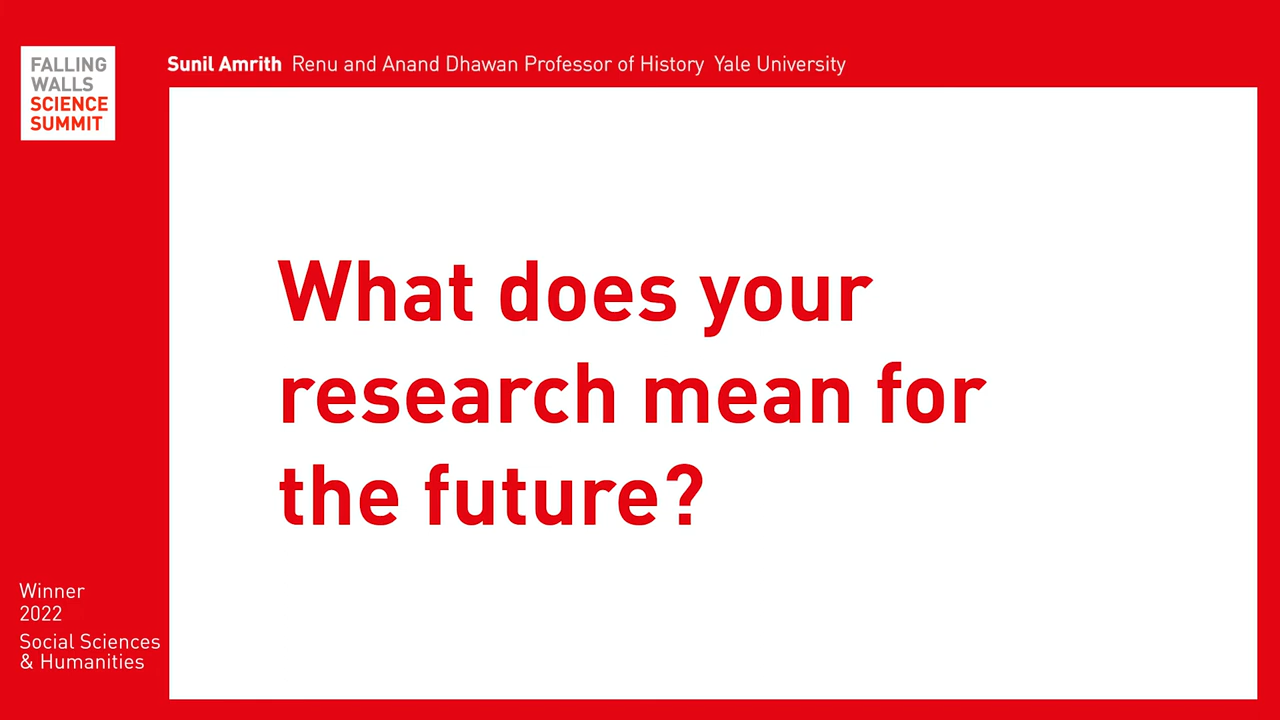 FALLING
WALLS
SCIENCE
SUMMIT
Sunil Amrith Renu and Anand Dhawan Professor of History Yale University
What does your
research mean for
the future?
Winner
2022
Social Sciences
& Humanities